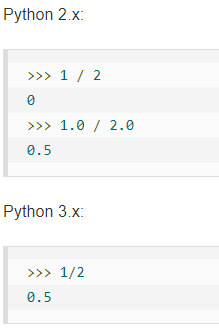 Python 2.x:
>>> 1 / 2
0
>>> 1.0 / 2.0
0.5
Python 3.x:
>>> 1/2
0.5